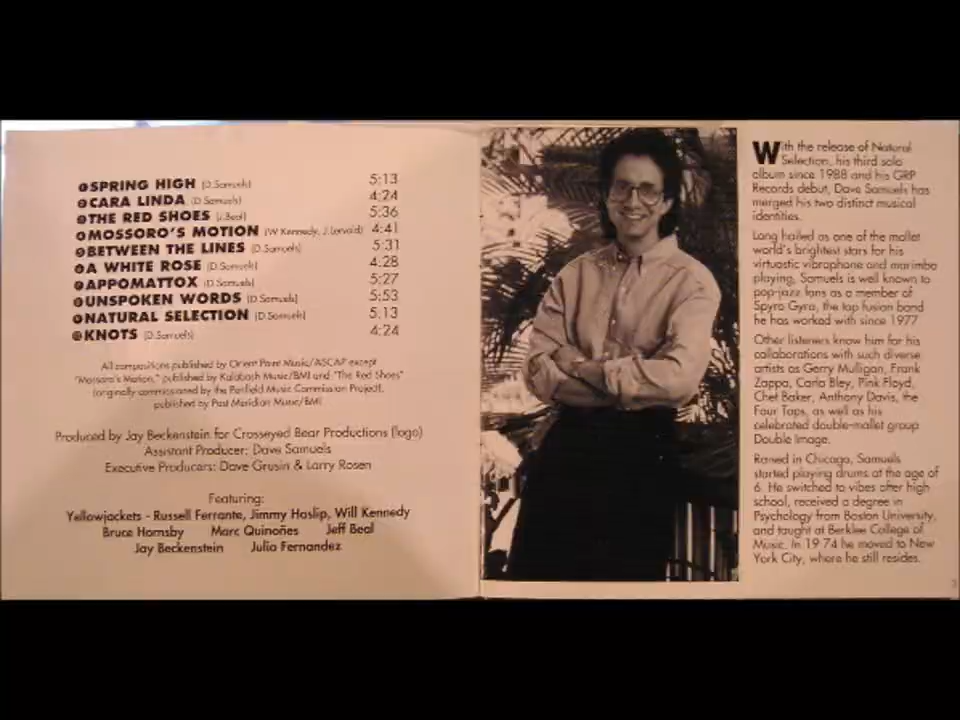 SPRING HIGH (D.Samuels) 5:13
CARA LINDA (D.Samuels) 4:24
THE RED SHOES (J.Beal) 5:36
MOSSORO'S MOTION (W Kennedy, J.Lervold) 4:41
BETWEEN THE LINES (D.Samuels) 5:31
A WHITE ROSE (D.Samuels) 4:28
APPOMATTOX (D.Samuels) 5:27
UNSPOKEN WORDS (D.Samuels) 5:53
NATURAL SELECTION (D.Samuels) 5:13
KNOTS (D.Samuels) 4:24
All compositions published by Orient Point Music/ASCAP except
"Mossoro's Motion," published by Kalabash Music/BMI and "The Red Shoes"
(originally commissioned by the Penfield Music Commission Project),
published by Post Meridian Music/BMI
Produced by Jay Beckenstein for Crosseyed Bear Productions (logo)
Assistant Producer: Dave Samuels
Executive Producers: Dave Grusin & Larry Rosen
Featuring:
Yellowjackets - Russell Ferrante, Jimmy Haslip, Will Kennedy
Bruce Hornsby Marc Quinoñes Jeff Beal
Jay Beckenstein Julio Fernandez
With the release of Natural
Selection, his third solo
album since 1988 and his GRP
Records debut, Dave Samuels has
merged his two distinct musical
identities.
Long hailed as one of the mallet
world's brightest stars for his
virtuostic vibraphone and marimba
playing, Samuels is well known to
pop-jazz fans as a member of
Spyro Gyra, the top fusion band
he has worked with since 1977
Other listeners know him for his
collaborations with such diverse
artists as Gerry Mulligan, Frank
Zappa, Carla Bley, Pink Floyd,
Chet Baker, Anthony Davis, the
Four Tops, as well as his
celebrated double-mallet group
Double Image.
Raised in Chicago, Samuels
started playing drums at the age of
6. He switched to vibes after high
school, received a degree in
Psychology from Boston University,
and taught at Berklee College of
Music. In 1974 he moved to New
York City, where he still resides.